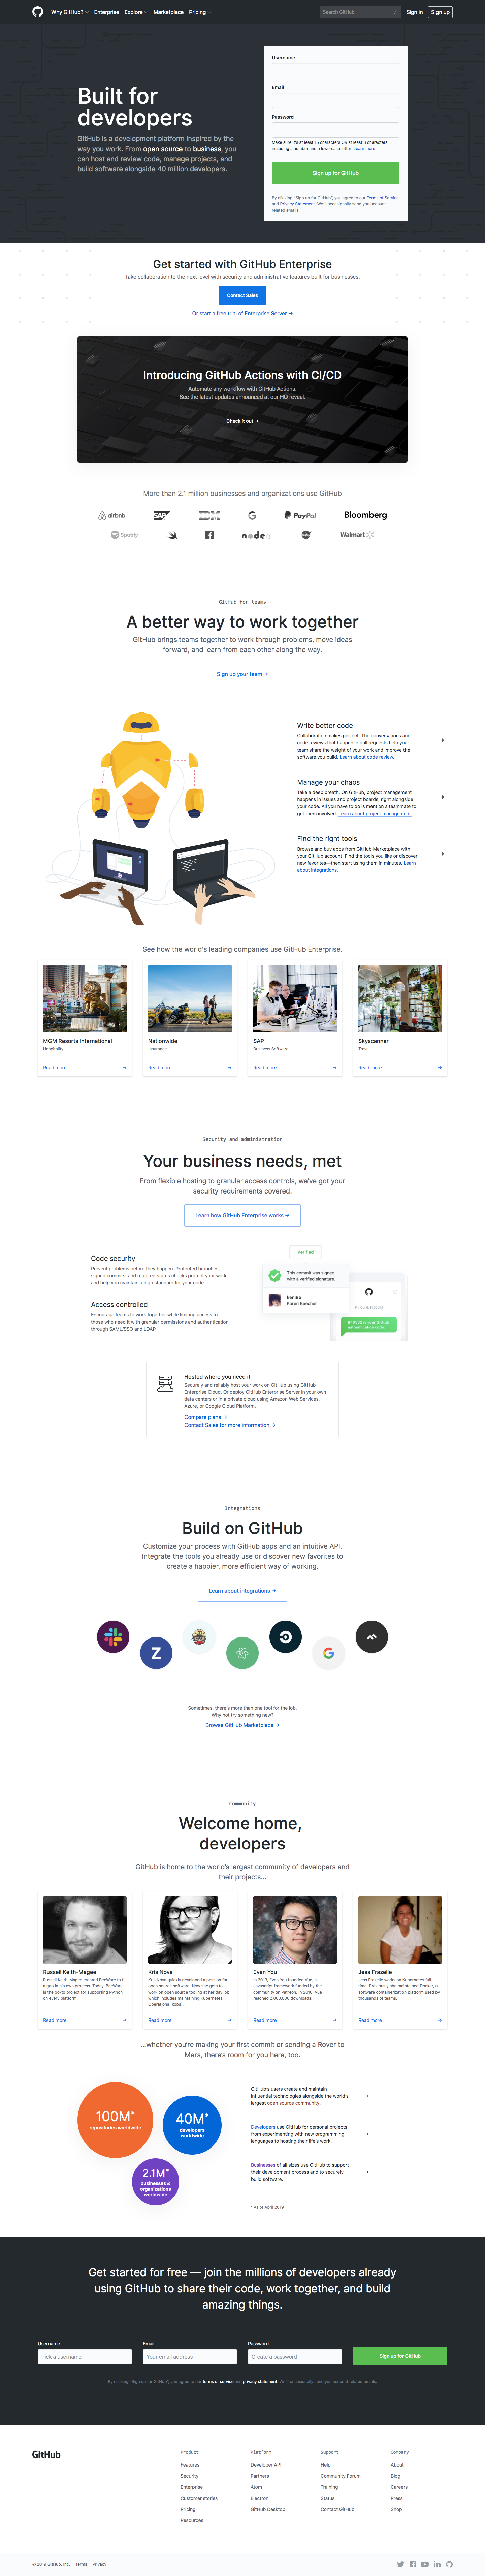 Why GitHub? Enterprise Explore Marketplace Pricing Search GitHub / Sign in Sign up
Built for
developers
GitHub is a development platform inspired by the
way you work. From open source to business, you
can host and review code, manage projects, and
build software alongside 40 million developers.
Username
Email
Password
Make sure it's at least 15 characters OR at least 8 characters
including a number and a lowercase letter. Learn more.
Sign up for GitHub
By clicking "Sign up for GitHub", you agree to our Terms of Service
and Privacy Statement. We'll occasionally send you account
related emails.
Get started with GitHub Enterprise
Take collaboration to the next level with security and administrative features built for businesses.
Contact Sales
Or start a free trial of Enterprise Server →
Introducing GitHub Actions with CI/CD
Automate any workflow with GitHub Actions.
See the latest updates announced at our HQ reveal.
Check it out →
More than 2.1 million businesses and organizations use GitHub
airbnb SAP IBM G PayPal Bloomberg
Spotify node Walmart
GitHub for teams
A better way to work together
GitHub brings teams together to work through problems, move ideas
forward, and learn from each other along the way.
Sign up your team →
Write better code
Collaboration makes perfect. The conversations and
code reviews that happen in pull requests help your team
share the weight of your work and improve the
software you build. Learn about code review.
Manage your chaos
Take a deep breath. On GitHub, project management
happens in issues and project boards, right alongside
your code. All you have to do is mention a teammate to
get them involved. Learn about project management.
Find the right tools
Browse and buy apps from GitHub Marketplace with
your GitHub account. Find the tools you like or discover
new favorites—then start using them in minutes. Learn
about integrations.
See how the world's leading companies use GitHub Enterprise.
MGM Resorts International
Hospitality
Read more →
Nationwide
Insurance
Read more →
SAP
Business Software
Read more →
Skyscanner
Travel
Read more →
Security and administration
Your business needs, met
From flexible hosting to granular access controls, we've got your
security requirements covered.
Learn how GitHub Enterprise works →
Code security
Prevent problems before they happen. Protected branches,
signed commits, and required status checks protect your work
and help you maintain a high standard for your code.
Access controlled
Encourage teams to work together while limiting access to
those who need it with granular permissions and authentication
through SAML/SSO and LDAP.
Verified
This commit was signed
with a verified signature.
keni85
Karen Beecher
is your GitHub
authentication code
Hosted where you need it
Securely and reliably host your work on GitHub using GitHub
Enterprise Cloud. Or deploy GitHub Enterprise Server in your own
data centers or in a private cloud using Amazon Web Services,
Azure, or Google Cloud Platform.
Compare plans →
Contact Sales for more information →
Integrations
Build on GitHub
Customize your process with GitHub apps and an intuitive API.
Integrate the tools you already use or discover new favorites to
create a happier, more efficient way of working.
Learn about integrations →
Z
G
Sometimes, there's more than one tool for the job.
Why not try something new?
Browse GitHub Marketplace →
Community
Welcome home,
developers
GitHub is home to the world's largest community of developers and
their projects...
Russell Keith-Magee
Russell Keith-Magee created BeeWare to fill
a gap in his own process. Today, BeeWare
is the go-to project for supporting Python
on every platform.
Read more →
Kris Nova
Kris Nova quickly developed a passion for
open source software. Now she gets to
work on open source tooling at her day job,
which includes maintaining Kubernetes
Operations (kops).
Read more →
Evan You
In 2013, Evan You founded Vue, a
Javascript framework funded by the
community on Patreon. In 2016, Vue
reached 2,000,000 downloads.
Read more →
Jess Frazelle
Jess Frazelle works on Kubernetes full-
time. Previously she maintained Docker, a
software containerization platform used by
thousands of teams.
Read more →
...whether you're making your first commit or sending a Rover to
Mars, there's room for you here, too.
100M*
repositories worldwide
40M*
developers
worldwide
2.1M*
businesses &
organizations
worldwide
GitHub's users create and maintain
influential technologies alongside the world's
largest open source community.
Developers use GitHub for personal projects,
from experimenting with new programming
languages to hosting their life's work.
Businesses of all sizes use GitHub to support
their development process and to securely
build software.
* As of April 2019
Get started for free — join the millions of developers already
using GitHub to share their code, work together, and build
amazing things.
Username Email Password
Pick a username Your email address Create a password Sign up for GitHub
By clicking "Sign up for GitHub", you agree to our terms of service and privacy statement. We'll occasionally send you account related emails.
GitHub
Product
Features
Security
Enterprise
Customer stories
Pricing
Resources
Platform
Developer API
Partners
Atom
Electron
GitHub Desktop
Support
Help
Community Forum
Training
Status
Contact GitHub
Company
About
Blog
Careers
Press
Shop
© 2019 GitHub, Inc. Terms Privacy